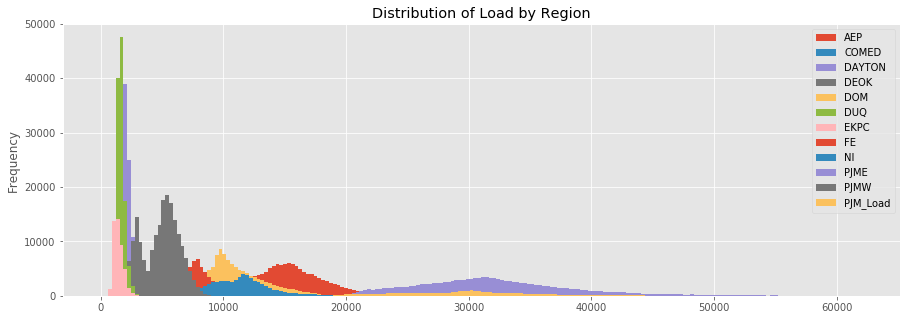 Distribution of Load by Region
50000
40000
30000
20000
10000
0
Frequency
AEP
COMED
DAYTON
DEOK
DOM
DUQ
EKPC
FE
NI
PJME
PJMW
PJM_Load
0
10000
20000
30000
40000
50000
60000